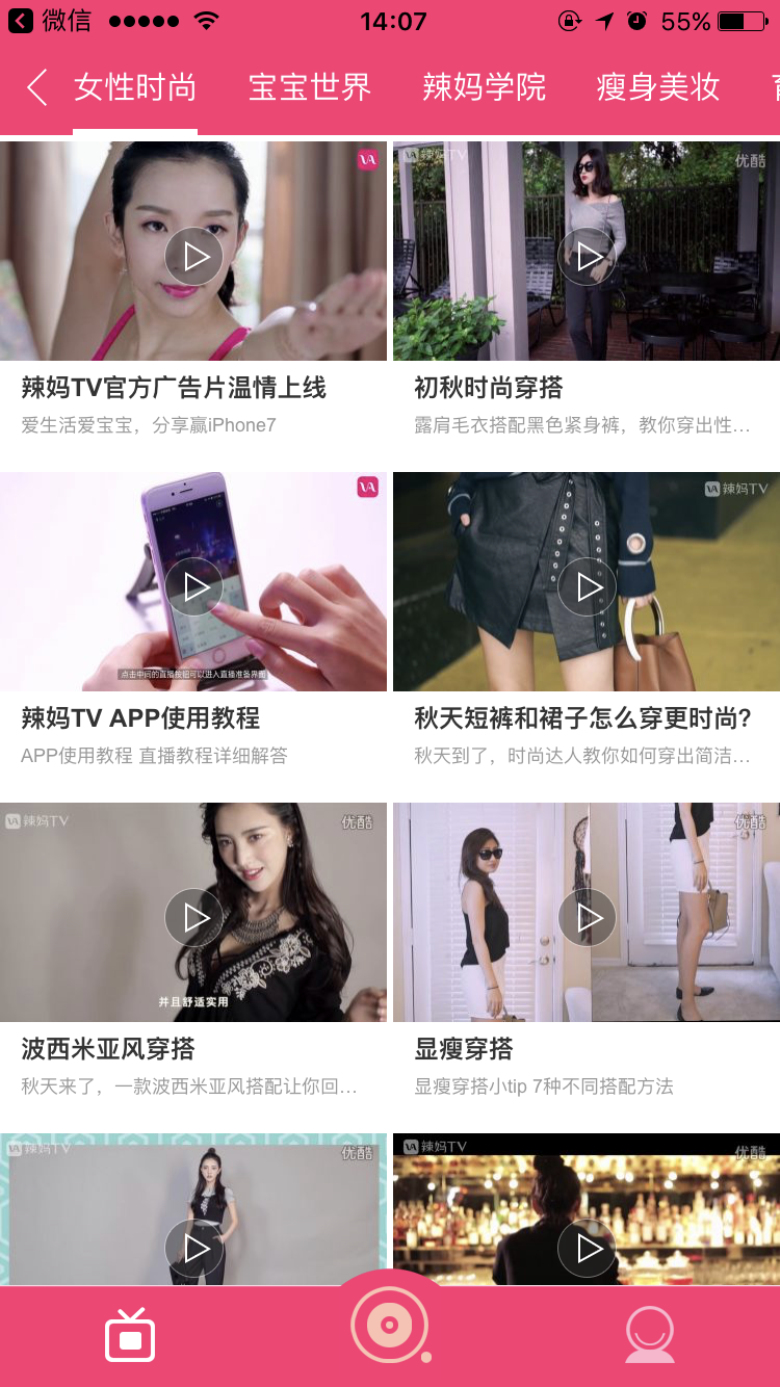 微信
14:07
55%
女性时尚
宝宝世界
辣妈学院
瘦身美妆
辣妈TV
优酷
辣妈TV官方广告片温情上线
爱生活爱宝宝，分享赢iPhone7
初秋时尚穿搭
露肩毛衣搭配黑色紧身裤，教你穿出性…
辣妈TV
点击中间的直播按钮可以进入直播准备界面
辣妈TV APP使用教程
APP使用教程 直播教程详细解答
秋天短裤和裙子怎么穿更时尚?
秋天到了，时尚达人教你如何穿出简洁…
辣妈TV
优酷
并且舒适实用
优酷
波西米亚风穿搭
秋天来了，一款波西米亚风搭配让你回…
显瘦穿搭
显瘦穿搭小tip 7种不同搭配方法
辣妈TV
优酷
辣妈TV
优酷